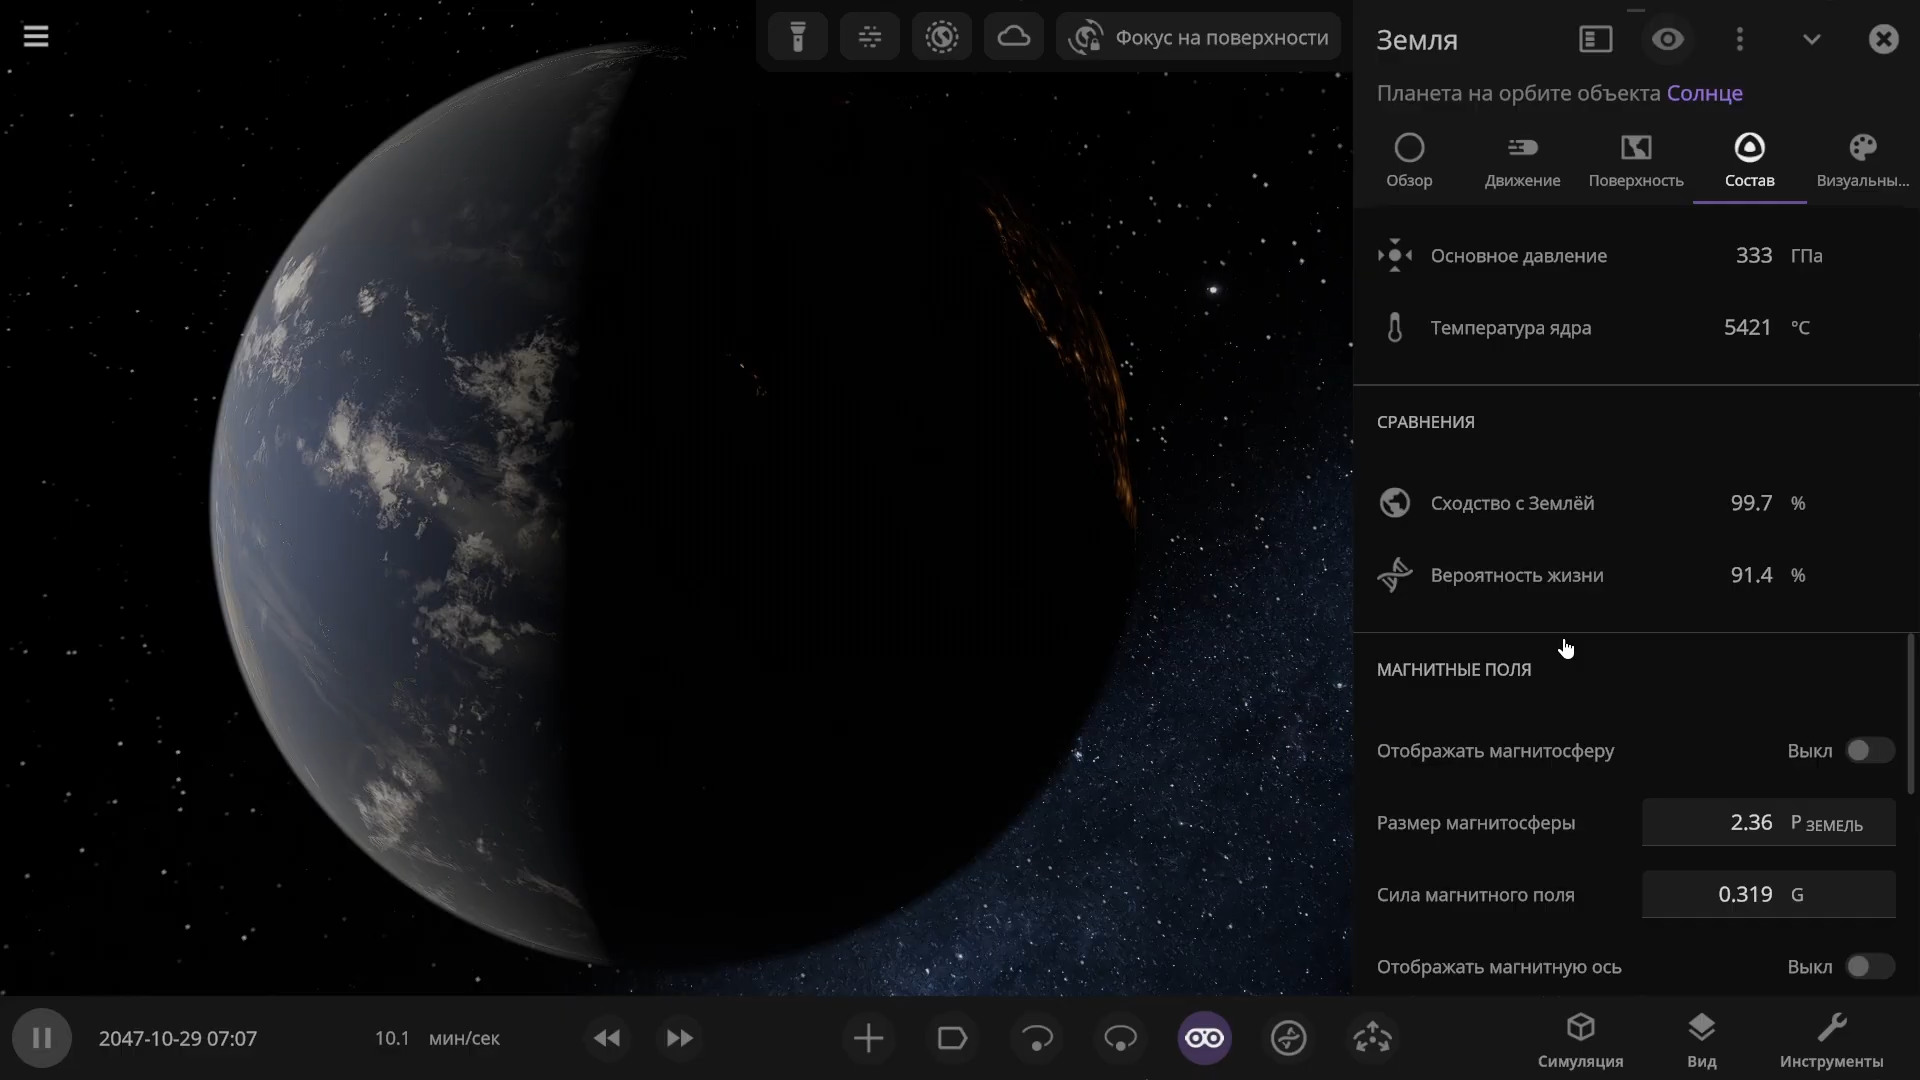 Фокус на поверхности
Земля
Планета на орбите объекта Солнце
Обзор
Движение
Поверхность
Состав
Визуальны...
Основное давление 333 ГПа
Температура ядра 5421 °C
СРАВНЕНИЯ
Сходство с Землёй 99.7 %
Вероятность жизни 91.4 %
МАГНИТНЫЕ ПОЛЯ
Отображать магнитосферу Выкл
Размер магнитосферы 2.36 Р ЗЕМЕЛЬ
Сила магнитного поля 0.319 G
Отображать магнитную ось Выкл
2047-10-29 07:07 10.1 мин/сек
Симуляция
Вид
Инструменты